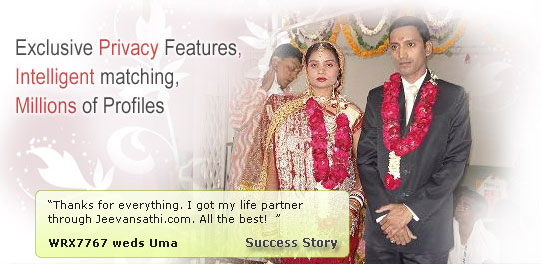 Exclusive Privacy Features,
Intelligent matching,
Millions of Profiles
“Thanks for everything. I got my life partner
through Jeevansathi.com. All the best!  ”
WRX7767 weds Uma Success Story